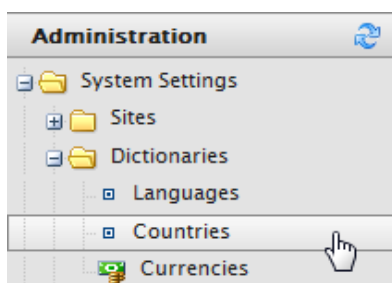 Administration
System Settings
Sites
Dictionaries
Languages
Countries
Currencies